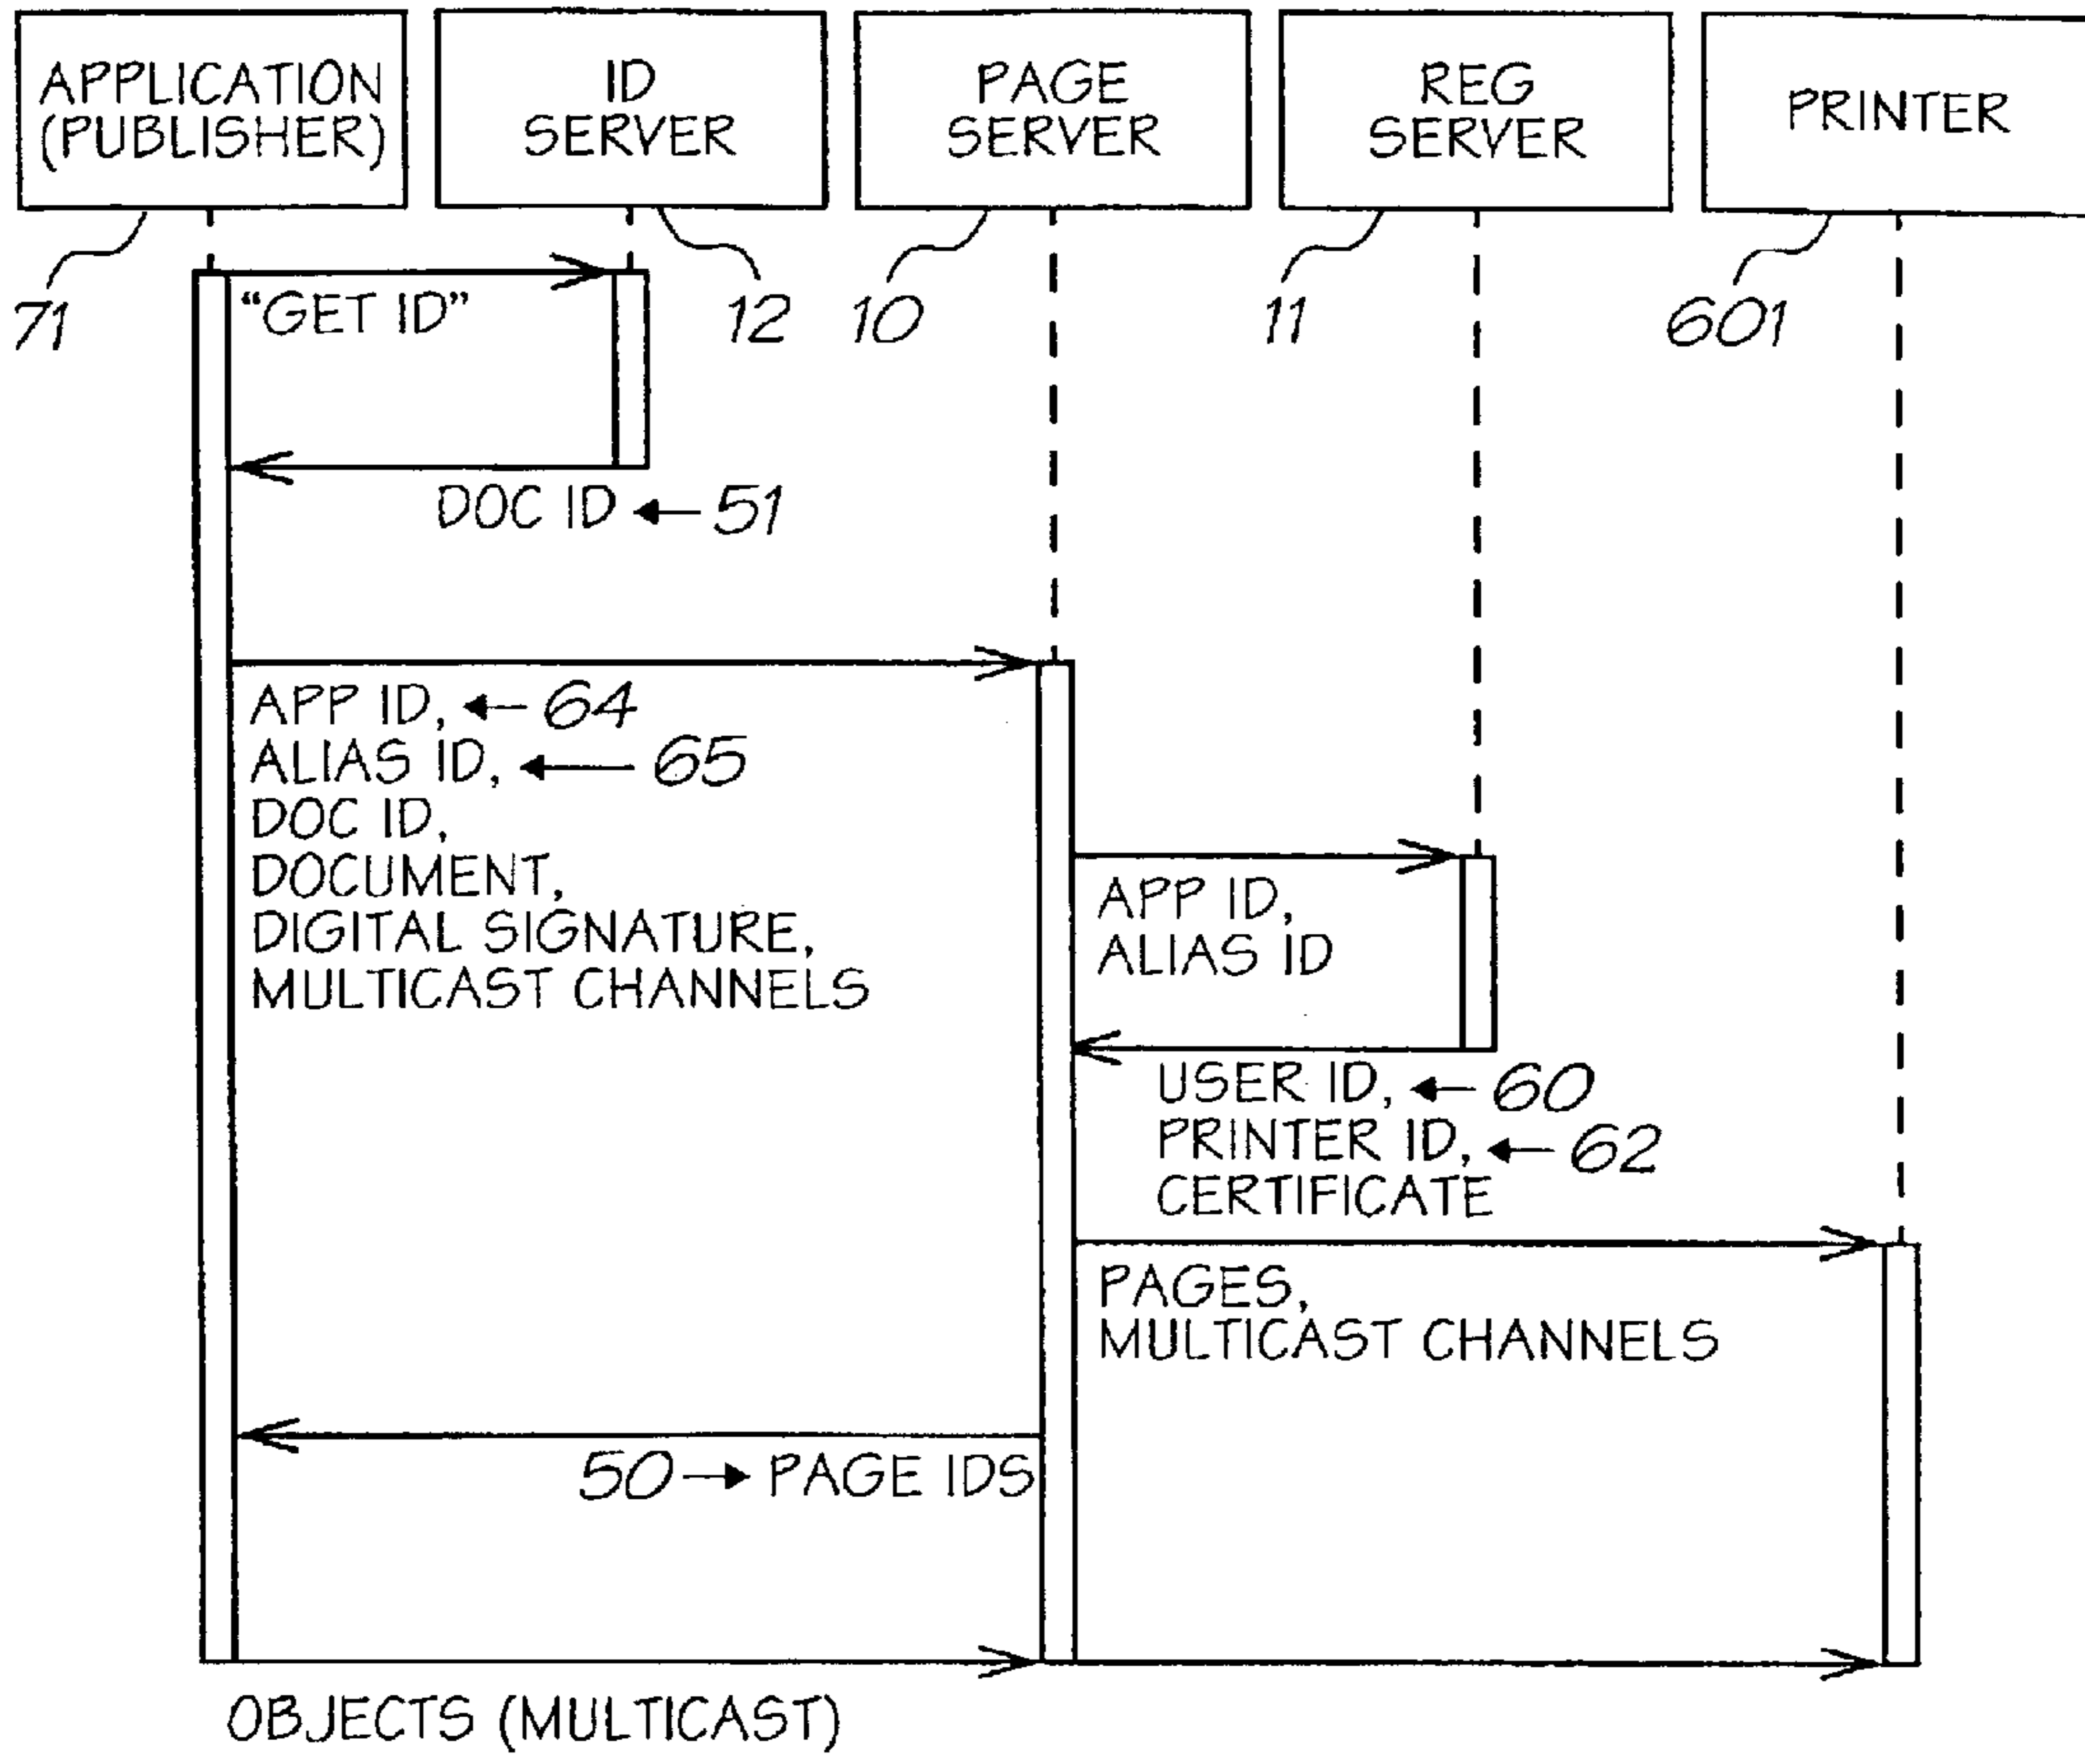 APPLICATION
(PUBLISHER)
ID
SERVER
PAGE
SERVER
REG
SERVER
PRINTER
71
12
10
11
601
"GET ID"
DOC ID 51
APP ID, 64
ALIAS ID, 65
DOC ID,
DOCUMENT,
DIGITAL SIGNATURE,
MULTICAST CHANNELS
APP ID,
ALIAS ID
USER ID, 60
PRINTER ID, 62
CERTIFICATE
PAGES,
MULTICAST CHANNELS
50 PAGE IDS
OBJECTS (MULTICAST)